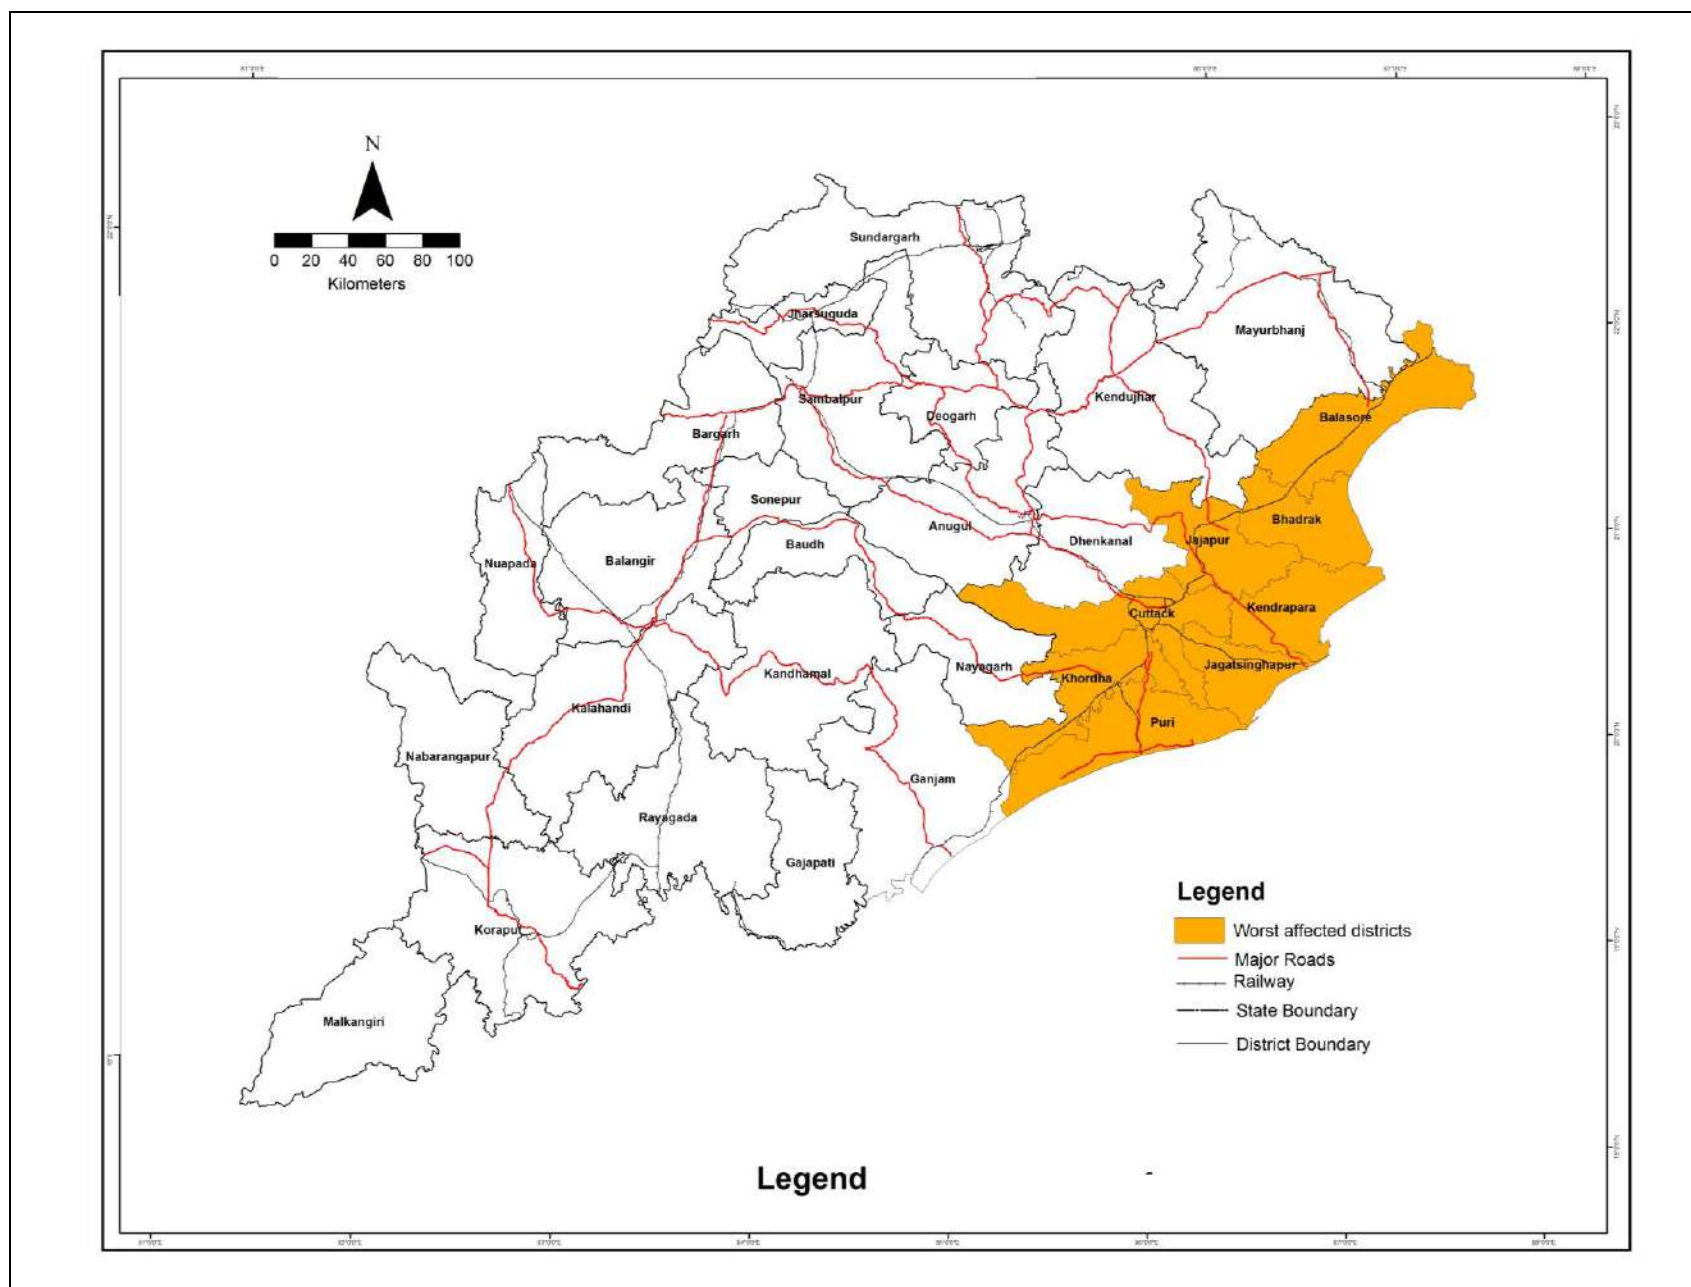 N
0 20 40 60 80 100
Kilometers
Sundargarh
Jharsuguda
Mayurbhanj
Sambalpur
Kendujhar
Deogarh
Balasore
Bargarh
Sonepur
Anugul
Bhadrak
Dhenkanal
Jajapur
Baudh
Balangir
Nuapada
Kendrapara
Cuttack
Nayagarh
Jagatsinghapur
Kandhamal
Khordha
Kalahandi
Puri
Nabarangapur
Ganjam
Rayagada
Gajapati
Koraput
Malkangiri
Legend
Worst affected districts
Major Roads
Railway
State Boundary
District Boundary
Legend